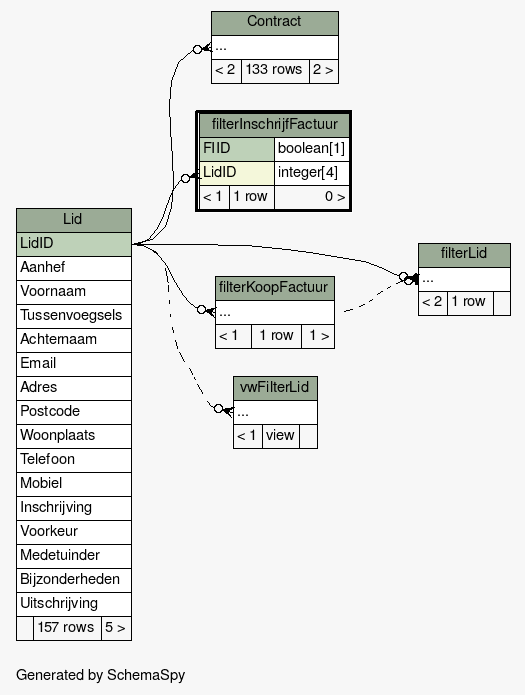 Contract
...
< 2 133 rows 2 >
filterInschrijfFactuur
FIID boolean[1]
LidID integer[4]
< 1 1 row 0 >
Lid
LidID
Aanhef
Voornaam
Tussenvoegsels
Achternaam
Email
Adres
Postcode
Woonplaats
Telefoon
Mobiel
Inschrijving
Voorkeur
Medetuinder
Bijzonderheden
Uitschrijving
157 rows 5 >
filterLid
...
< 2 1 row
filterKoopFactuur
...
< 1 1 row 1 >
vwFilterLid
...
< 1 view
Generated by SchemaSpy